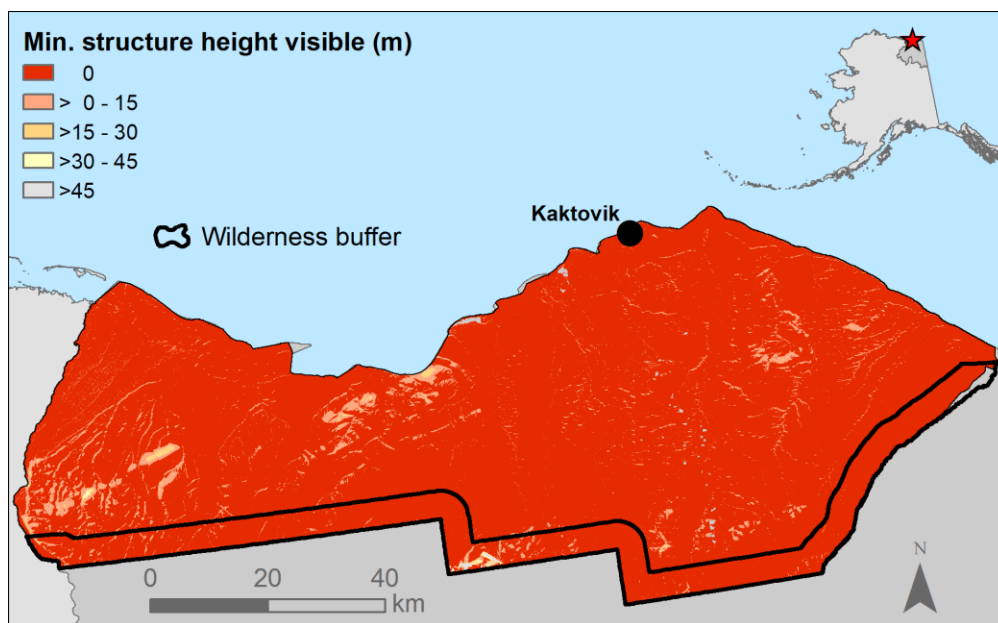 Min. structure height visible (m)
0
> 0 - 15
>15 - 30
>30 - 45
>45
Wilderness buffer
Kaktovik
N
0 20 40
km